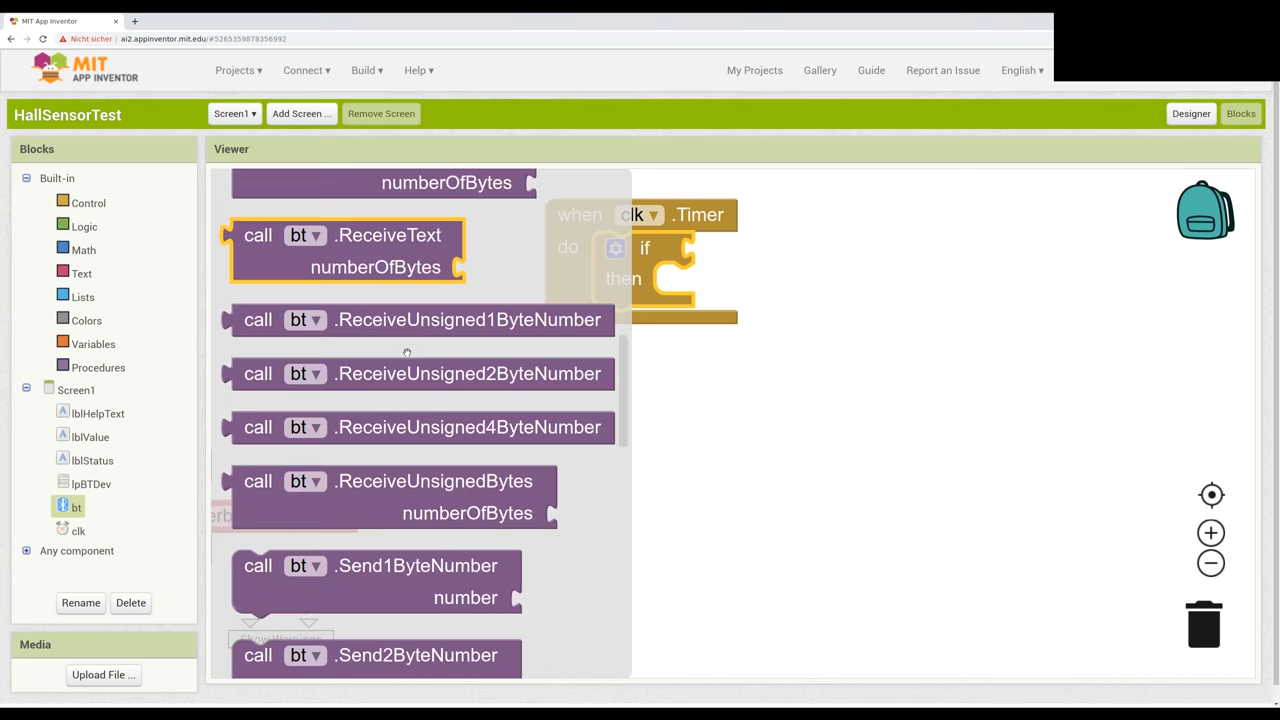 MIT App Inventor
Nicht sicher | ai2.appinventor.mit.edu/#5265359878356992
MIT
APP INVENTOR
Projects ▾ Connect ▾ Build ▾ Help ▾ My Projects Gallery Guide Report an Issue English ▾
HallSensorTest Screen1 ▾ Add Screen ... Remove Screen Designer Blocks
Blocks
Built-in
Control
Logic
Math
Text
Lists
Colors
Variables
Procedures
Screen1
lblHelpText
lblValue
lblStatus
lpBTDev
bt
clk
Any component
Rename Delete
Media
Upload File ...
Viewer
numberOfBytes
call bt ▾ .ReceiveText
numberOfBytes
call bt ▾ .ReceiveUnsigned1ByteNumber
call bt ▾ .ReceiveUnsigned2ByteNumber
call bt ▾ .ReceiveUnsigned4ByteNumber
call bt ▾ .ReceiveUnsignedBytes
numberOfBytes
call bt ▾ .Send1ByteNumber
number
Show Warnings
call bt ▾ .Send2ByteNumber
when clk ▾ .Timer
do if
then